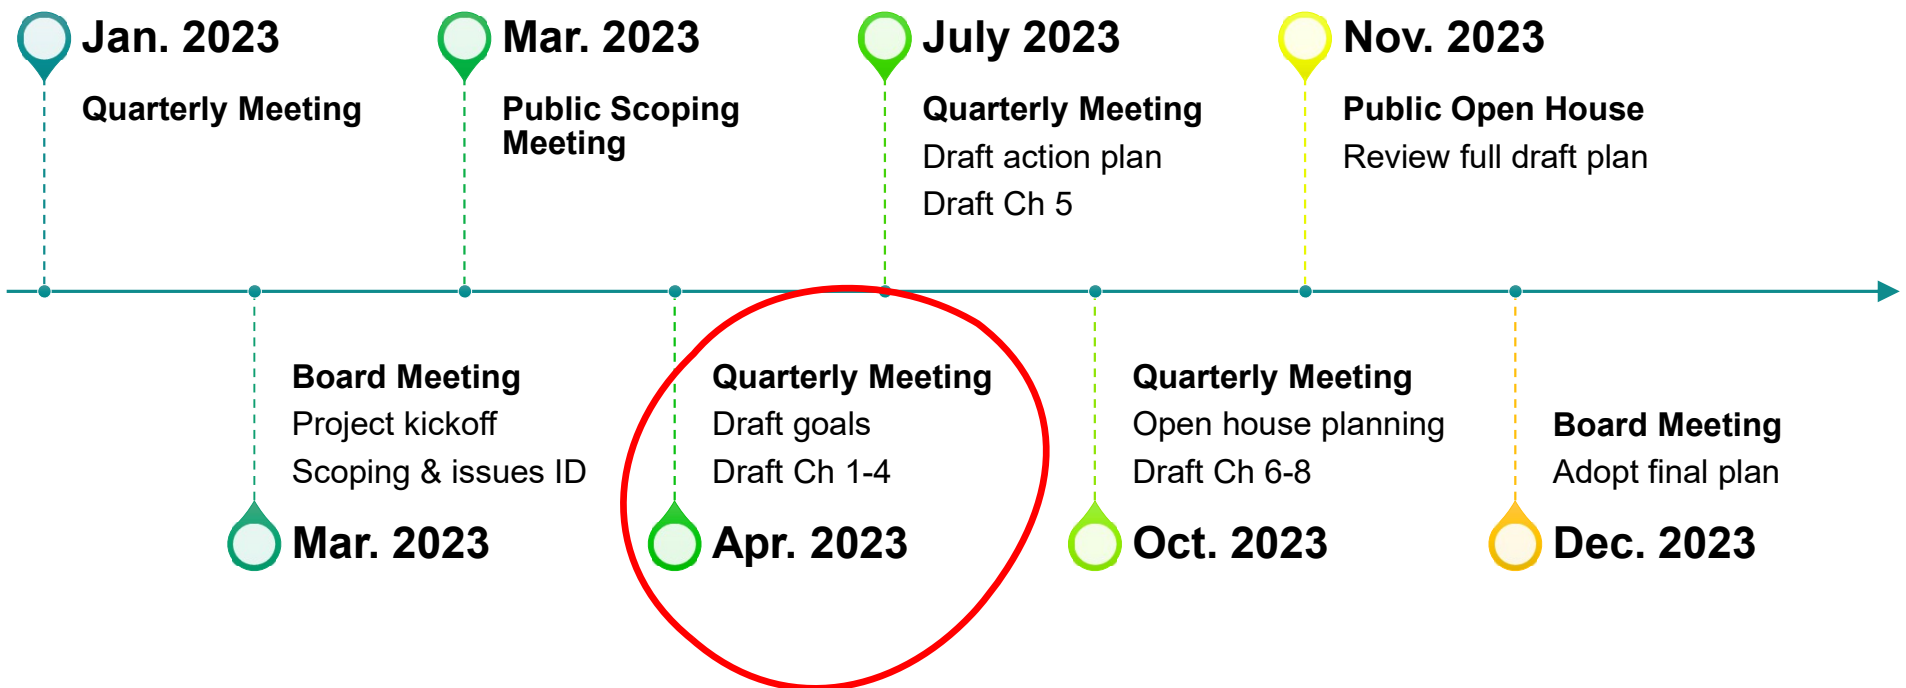 Jan. 2023
Quarterly Meeting
Mar. 2023
Public Scoping
Meeting
July 2023
Quarterly Meeting
Draft action plan
Draft Ch 5
Nov. 2023
Public Open House
Review full draft plan
Board Meeting
Project kickoff
Scoping & issues ID
Mar. 2023
Quarterly Meeting
Draft goals
Draft Ch 1-4
Apr. 2023
Quarterly Meeting
Open house planning
Draft Ch 6-8
Oct. 2023
Board Meeting
Adopt final plan
Dec. 2023